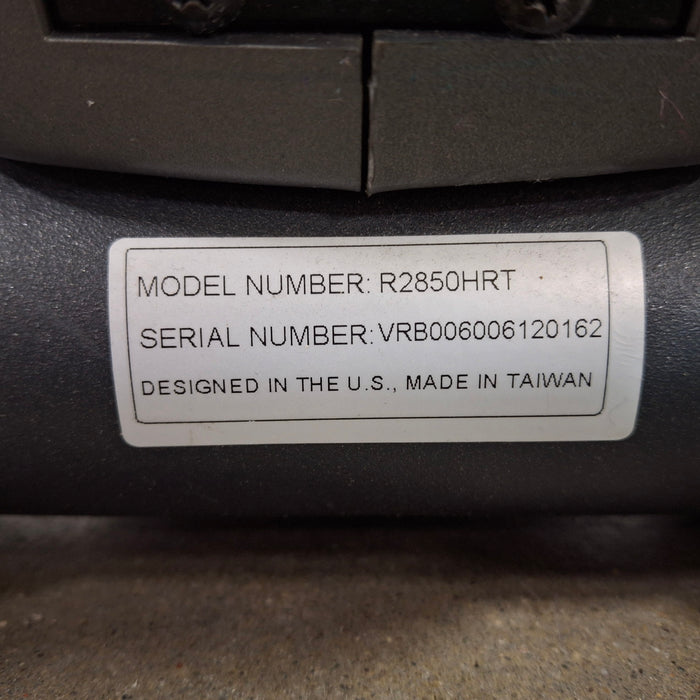 MODEL NUMBER: R2850HRT
SERIAL NUMBER: VRB006006120162
DESIGNED IN THE U.S., MADE IN TAIWAN